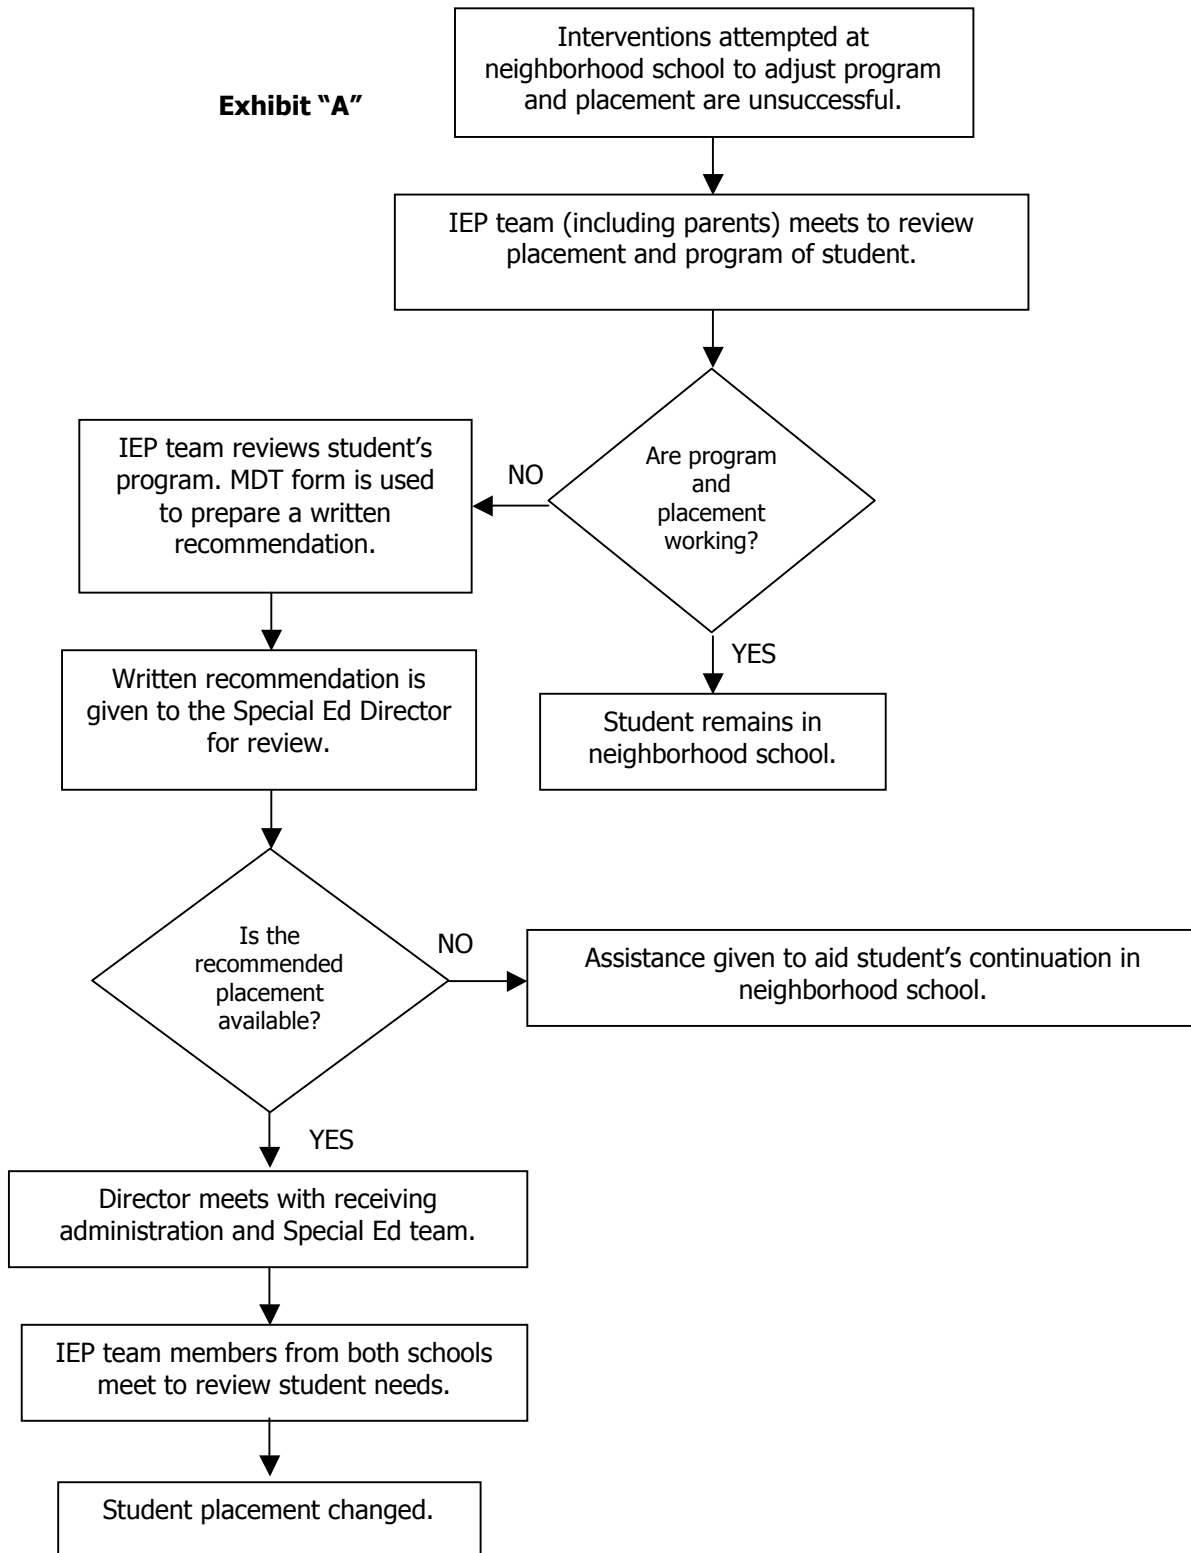 Exhibit “A”
Interventions attempted at
neighborhood school to adjust program
and placement are unsuccessful.
IEP team (including parents) meets to review
placement and program of student.
Are program
and
placement
working?
NO
IEP team reviews student’s
program. MDT form is used
to prepare a written
recommendation.
YES
Student remains in
neighborhood school.
Written recommendation is
given to the Special Ed Director
for review.
Is the
recommended
placement
available?
NO
Assistance given to aid student’s continuation in
neighborhood school.
YES
Director meets with receiving
administration and Special Ed team.
IEP team members from both schools
meet to review student needs.
Student placement changed.